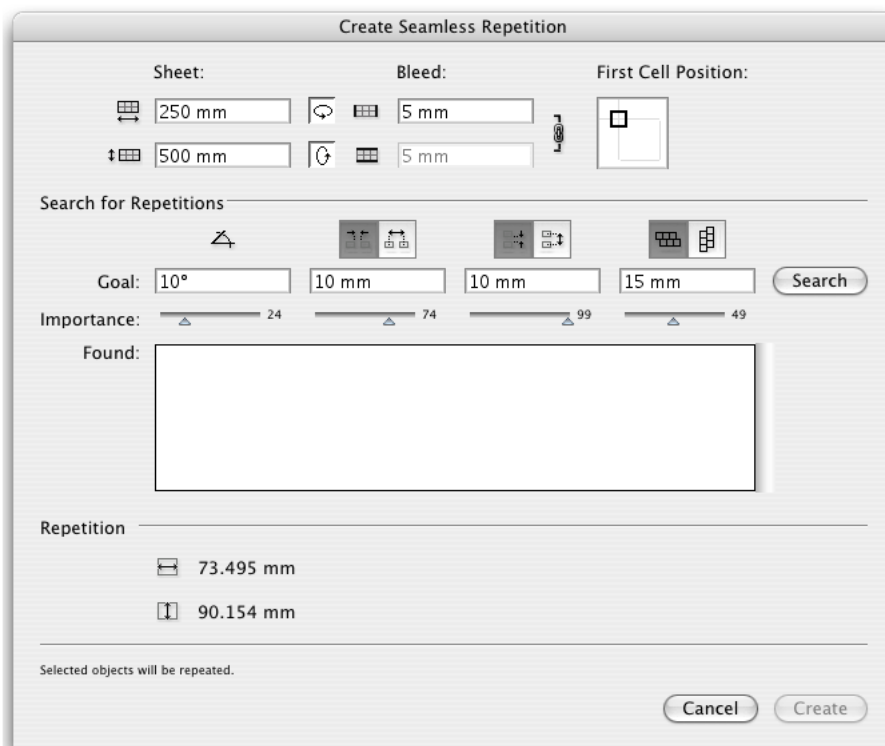 Create Seamless Repetition
Sheet: Bleed: First Cell Position:
250 mm 5 mm
500 mm 5 mm
Search for Repetitions
Goal: 10° 10 mm 10 mm 15 mm Search
Importance: 24 74 99 49
Found:
Repetition
73.495 mm
90.154 mm
Selected objects will be repeated.
Cancel Create